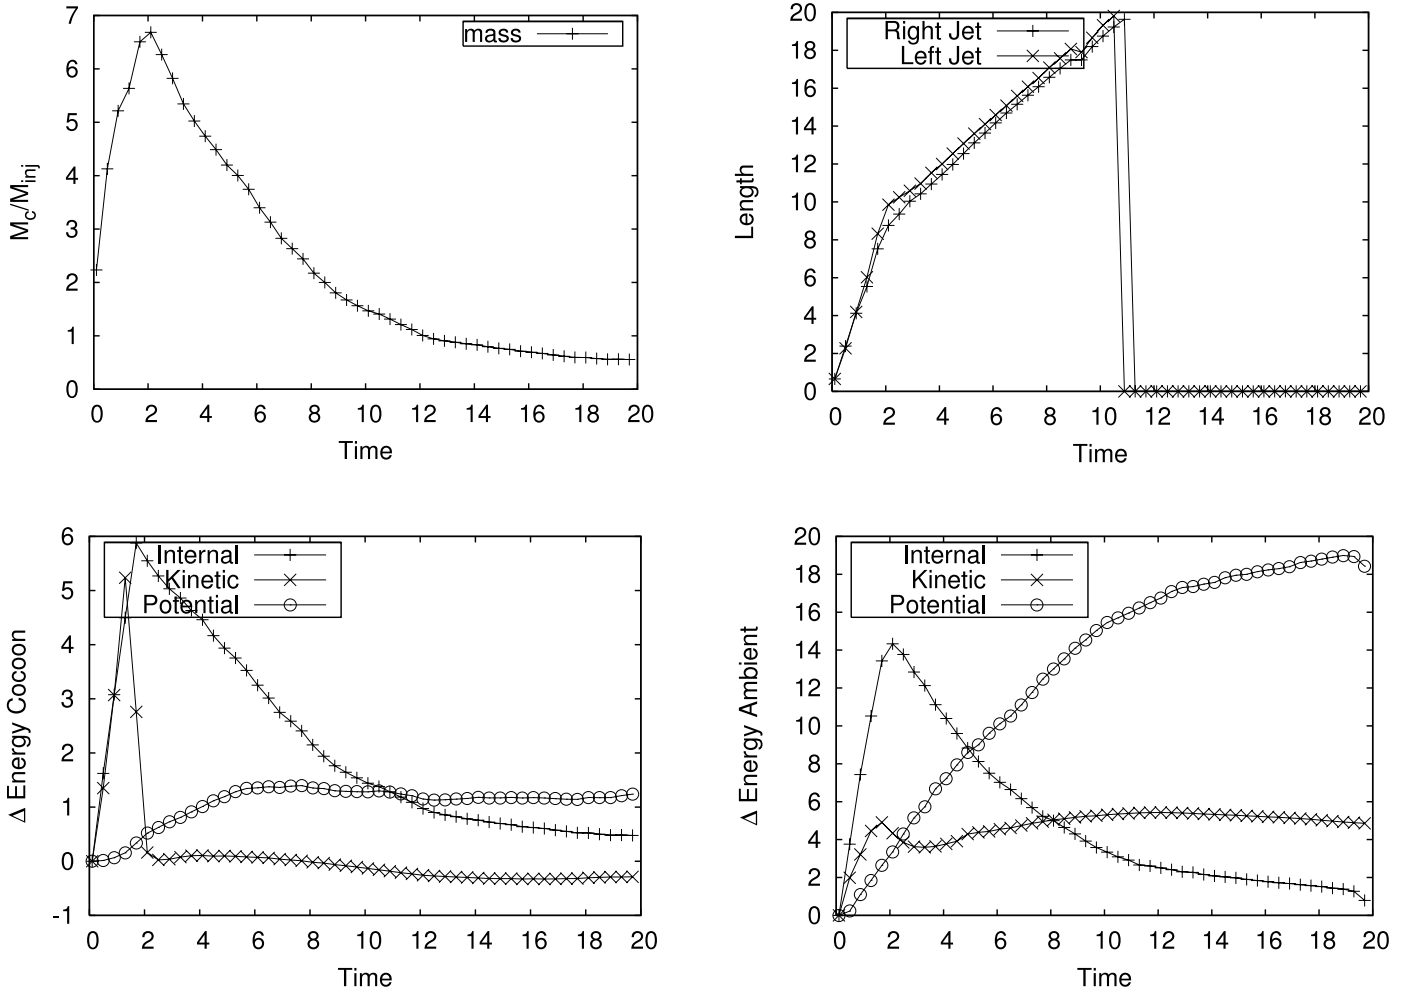 7
6
5
4
3
2
1
0
M_c/M_inj
mass
0 2 4 6 8 10 12 14 16 18 20
Time
20
18
16
14
12
10
8
6
4
2
0
Length
Right Jet
Left Jet
0 2 4 6 8 10 12 14 16 18 20
Time
6
5
4
3
2
1
0
-1
Δ Energy Cocoon
Internal
Kinetic
Potential
0 2 4 6 8 10 12 14 16 18 20
Time
20
18
16
14
12
10
8
6
4
2
0
Δ Energy Ambient
Internal
Kinetic
Potential
0 2 4 6 8 10 12 14 16 18 20
Time